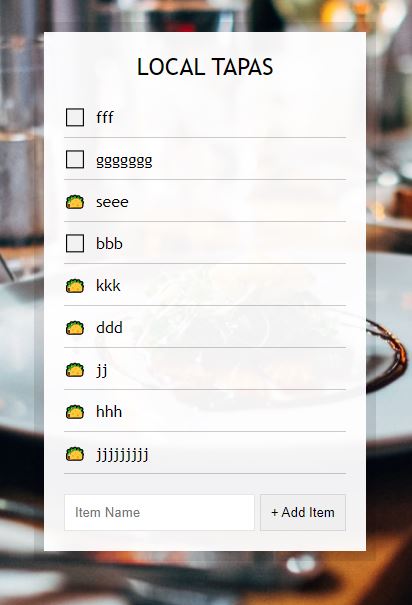 LOCAL TAPAS
fff
ggggggg
seee
bbb
kkk
ddd
jj
hhh
jjjjjjjjj
Item Name
+ Add Item